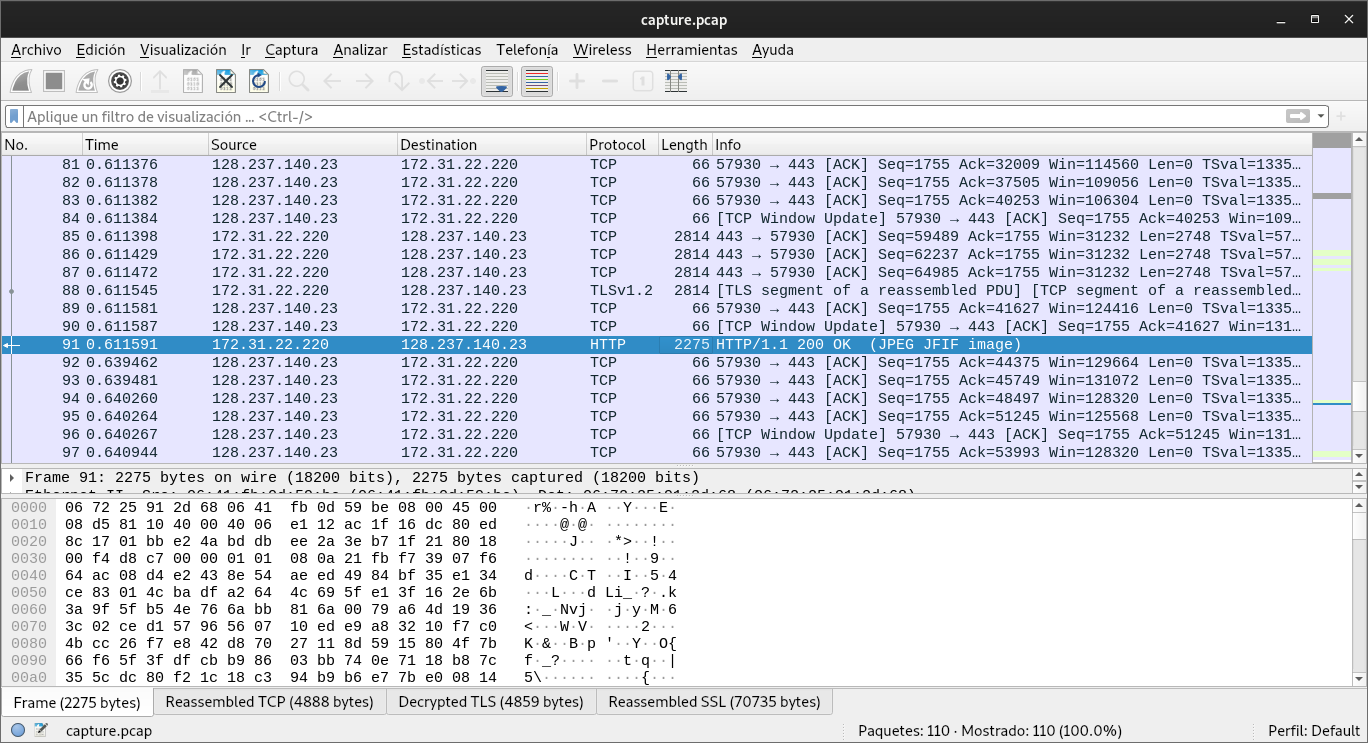 capture.pcap
Archivo Edición Visualización Ir Captura Analizar Estadísticas Telefonía Wireless Herramientas Ayuda
Aplique un filtro de visualización ... <Ctrl-/>
No. Time Source Destination Protocol Length Info
81 0.611376 128.237.140.23 172.31.22.220 TCP 66 57930 → 443 [ACK] Seq=1755 Ack=32009 Win=114560 Len=0 TSval=1335…
82 0.611378 128.237.140.23 172.31.22.220 TCP 66 57930 → 443 [ACK] Seq=1755 Ack=37505 Win=109056 Len=0 TSval=1335…
83 0.611382 128.237.140.23 172.31.22.220 TCP 66 57930 → 443 [ACK] Seq=1755 Ack=40253 Win=106304 Len=0 TSval=1335…
84 0.611384 128.237.140.23 172.31.22.220 TCP 66 [TCP Window Update] 57930 → 443 [ACK] Seq=1755 Ack=40253 Win=109…
85 0.611398 172.31.22.220 128.237.140.23 TCP 2814 443 → 57930 [ACK] Seq=59489 Ack=1755 Win=31232 Len=2748 TSval=57…
86 0.611429 172.31.22.220 128.237.140.23 TCP 2814 443 → 57930 [ACK] Seq=62237 Ack=1755 Win=31232 Len=2748 TSval=57…
87 0.611472 172.31.22.220 128.237.140.23 TCP 2814 443 → 57930 [ACK] Seq=64985 Ack=1755 Win=31232 Len=2748 TSval=57…
88 0.611545 172.31.22.220 128.237.140.23 TLSv1.2 2814 [TLS segment of a reassembled PDU] [TCP segment of a reassembled…
89 0.611581 128.237.140.23 172.31.22.220 TCP 66 57930 → 443 [ACK] Seq=1755 Ack=41627 Win=124416 Len=0 TSval=1335…
90 0.611587 128.237.140.23 172.31.22.220 TCP 66 [TCP Window Update] 57930 → 443 [ACK] Seq=1755 Ack=41627 Win=131…
91 0.611591 172.31.22.220 128.237.140.23 HTTP 2275 HTTP/1.1 200 OK  (JPEG JFIF image)
92 0.639462 128.237.140.23 172.31.22.220 TCP 66 57930 → 443 [ACK] Seq=1755 Ack=44375 Win=129664 Len=0 TSval=1335…
93 0.639481 128.237.140.23 172.31.22.220 TCP 66 57930 → 443 [ACK] Seq=1755 Ack=45749 Win=131072 Len=0 TSval=1335…
94 0.640260 128.237.140.23 172.31.22.220 TCP 66 57930 → 443 [ACK] Seq=1755 Ack=48497 Win=128320 Len=0 TSval=1335…
95 0.640264 128.237.140.23 172.31.22.220 TCP 66 57930 → 443 [ACK] Seq=1755 Ack=51245 Win=125568 Len=0 TSval=1335…
96 0.640267 128.237.140.23 172.31.22.220 TCP 66 [TCP Window Update] 57930 → 443 [ACK] Seq=1755 Ack=51245 Win=131…
97 0.640944 128.237.140.23 172.31.22.220 TCP 66 57930 → 443 [ACK] Seq=1755 Ack=53993 Win=128320 Len=0 TSval=1335…
Frame 91: 2275 bytes on wire (18200 bits), 2275 bytes captured (18200 bits)
0000 06 72 25 91 2d 68 06 41 fb 0d 59 be 08 00 45 00 ·r%·-h·A ··Y···E·
0010 08 d5 81 10 40 00 40 06 e1 12 ac 1f 16 dc 80 ed ····@·@· ········
0020 8c 17 01 bb e2 4a bd db ee 2a 3e b7 1f 21 80 18 ·····J·· ·*>··!··
0030 00 f4 d8 c7 00 00 01 01 08 0a 21 fb f7 39 07 f6 ········ ··!··9··
0040 64 ac 08 d4 e2 43 8e 54 ae ed 49 84 bf 35 e1 34 d····C·T ··I··5·4
0050 ce 83 01 4c ba df a2 64 4c 69 5f e1 3f 16 2e 6b ···L···d Li_·?·.k
0060 3a 9f 5f b5 4e 76 6a bb 81 6a 00 79 a6 4d 19 36 :·_·Nvj· ·j·y·M·6
0070 3c 02 ce d1 57 96 56 07 10 ed e9 a8 32 10 f7 c0 <···W·V· ····2···
0080 4b cc 26 f7 e8 42 d8 70 27 11 8d 59 15 80 4f 7b K·&··B·p '··Y··O{
0090 66 f6 5f 3f df cb b9 86 03 bb 74 0e 71 18 b8 7c f·_?···· ··t·q··|
00a0 35 5c dc 80 f2 1c 18 c3 94 b9 b6 e7 7b e0 08 14 5\······ ····{···
Frame (2275 bytes) Reassembled TCP (4888 bytes) Decrypted TLS (4859 bytes) Reassembled SSL (70735 bytes)
capture.pcap Paquetes: 110 · Mostrado: 110 (100.0%) Perfil: Default